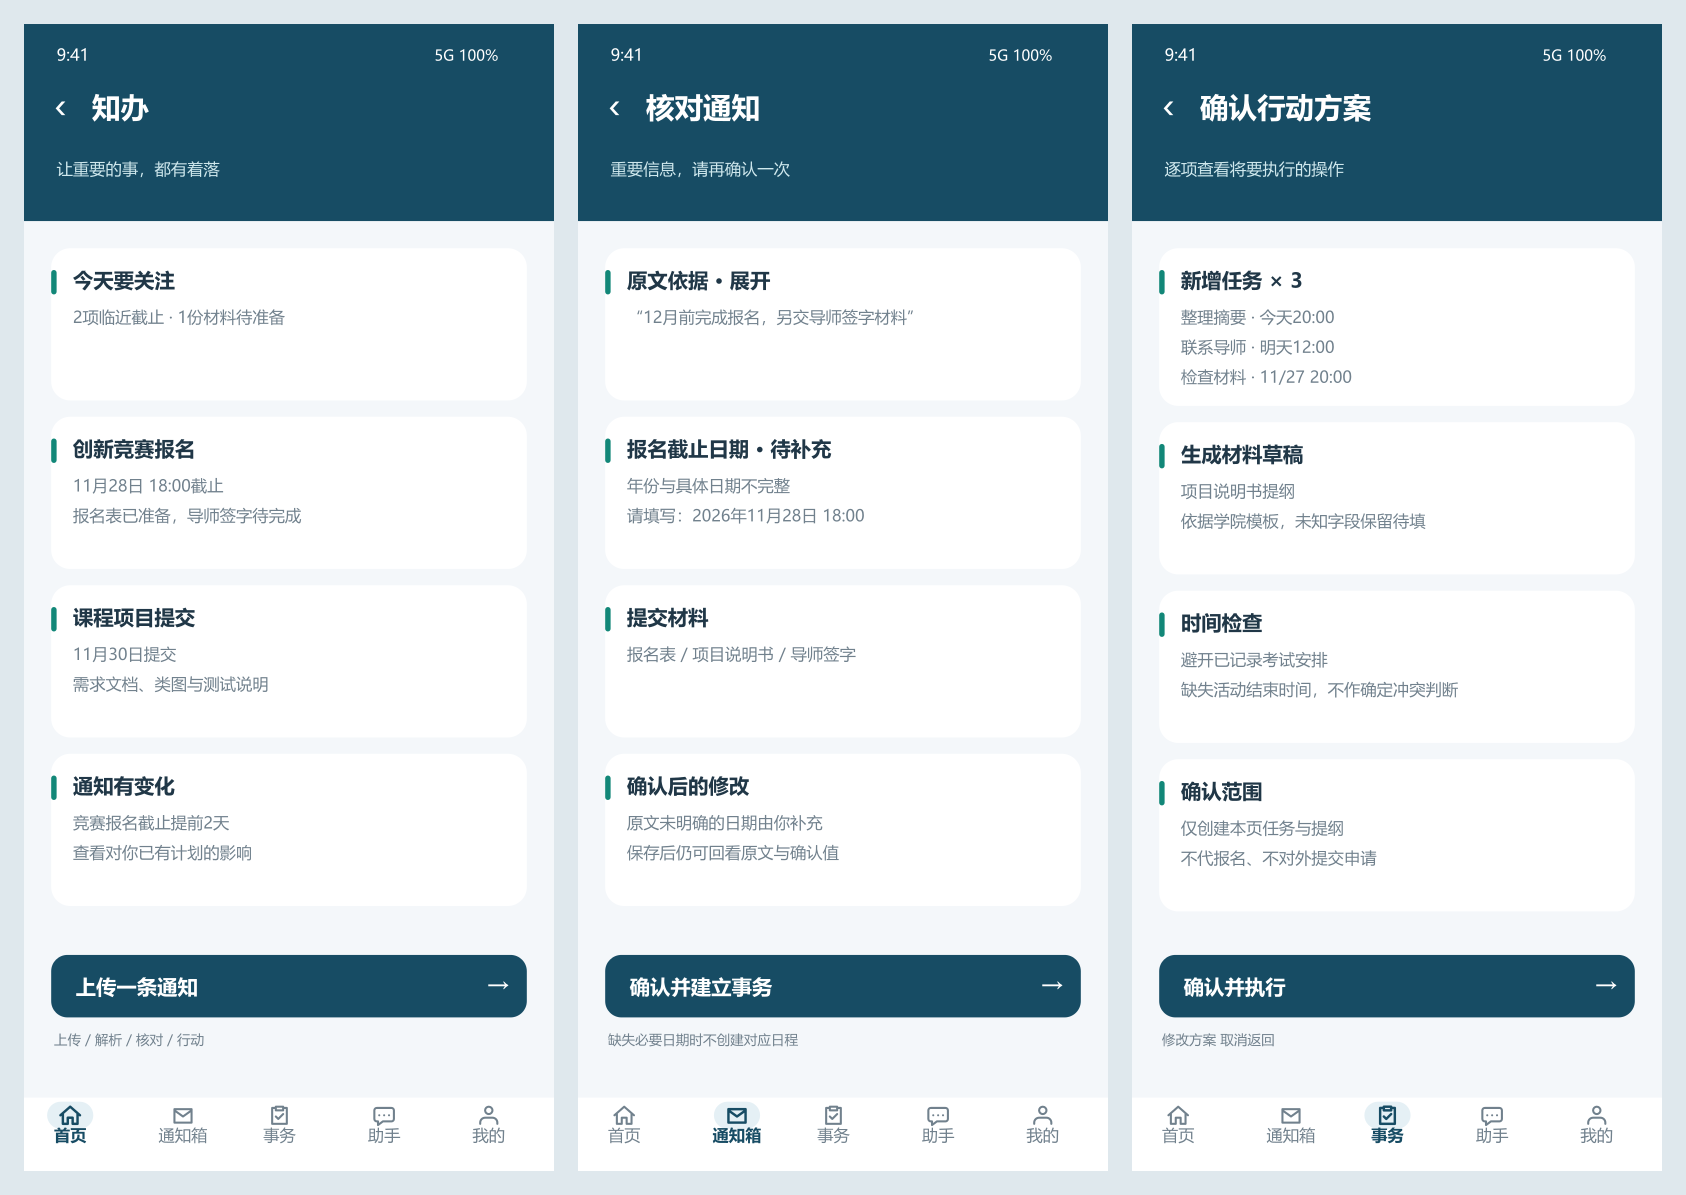 9:41
5G 100%
‹ 知办
让重要的事，都有着落
今天要关注
2项临近截止 · 1份材料待准备
创新竞赛报名
11月28日 18:00截止
报名表已准备，导师签字待完成
课程项目提交
11月30日提交
需求文档、类图与测试说明
通知有变化
竞赛报名截止提前2天
查看对你已有计划的影响
上传一条通知 →
上传 / 解析 / 核对 / 行动
首页
通知箱
事务
助手
我的
9:41
5G 100%
‹ 核对通知
重要信息，请再确认一次
原文依据 • 展开
“12月前完成报名，另交导师签字材料”
报名截止日期 • 待补充
年份与具体日期不完整
请填写：2026年11月28日 18:00
提交材料
报名表 / 项目说明书 / 导师签字
确认后的修改
原文未明确的日期由你补充
保存后仍可回看原文与确认值
确认并建立事务 →
缺失必要日期时不创建对应日程
首页
通知箱
事务
助手
我的
9:41
5G 100%
‹ 确认行动方案
逐项查看将要执行的操作
新增任务 × 3
整理摘要 · 今天20:00
联系导师 · 明天12:00
检查材料 · 11/27 20:00
生成材料草稿
项目说明书提纲
依据学院模板，未知字段保留待填
时间检查
避开已记录考试安排
缺失活动结束时间，不作确定冲突判断
确认范围
仅创建本页任务与提纲
不代报名、不对外提交申请
确认并执行 →
修改方案 取消返回
首页
通知箱
事务
助手
我的